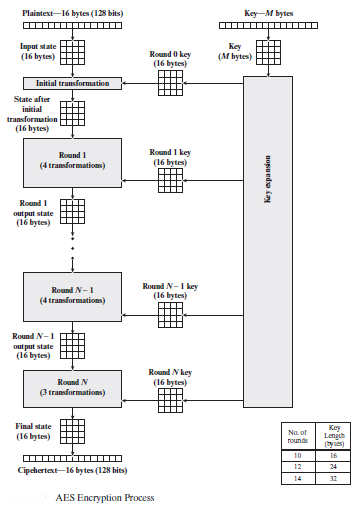 Plaintext—16 bytes (128 bits)
Key—M bytes
Input state
(16 bytes)
Round 0 key
(16 bytes)
Key
(M bytes)
Initial transformation
State after
initial
transformation
(16 bytes)
Round 1
(4 transformations)
Round 1 key
(16 bytes)
Key expansion
Round 1
output state
(16 bytes)
Round N – 1
(4 transformations)
Round N – 1 key
(16 bytes)
Round N – 1
output state
(16 bytes)
Round N
(3 transformations)
Round N key
(16 bytes)
Final state
(16 bytes)
Ciphertext—16 bytes (128 bits)
No. of
rounds
Key
Length
(bytes)
10 16
12 24
14 32
AES Encryption Process